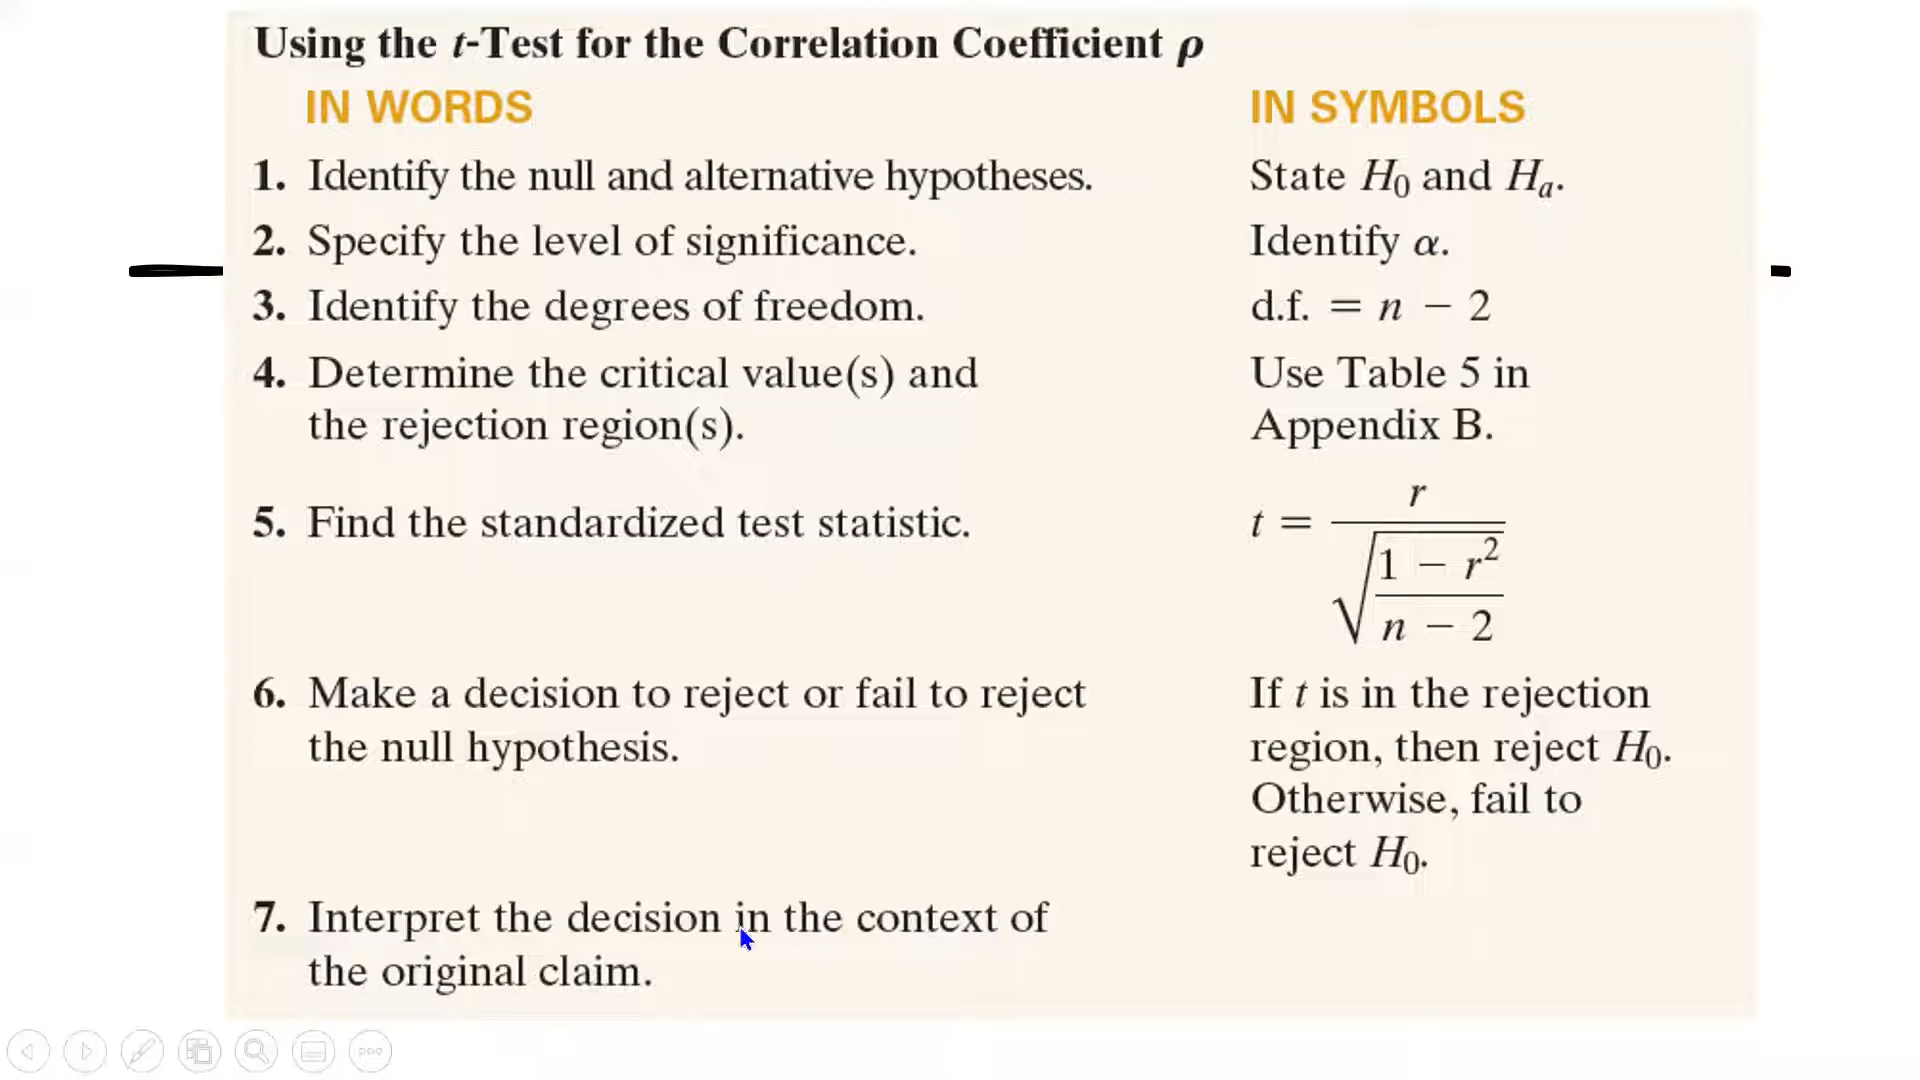 Using the t-Test for the Correlation Coefficient ρ
IN WORDS
IN SYMBOLS
1. Identify the null and alternative hypotheses.
State H₀ and Hₐ.
2. Specify the level of significance.
Identify α.
3. Identify the degrees of freedom.
d.f. = n − 2
4. Determine the critical value(s) and
the rejection region(s).
Use Table 5 in
Appendix B.
5. Find the standardized test statistic.
t = r / √((1 − r²) / (n − 2))
6. Make a decision to reject or fail to reject
the null hypothesis.
If t is in the rejection
region, then reject H₀.
Otherwise, fail to
reject H₀.
7. Interpret the decision in the context of
the original claim.